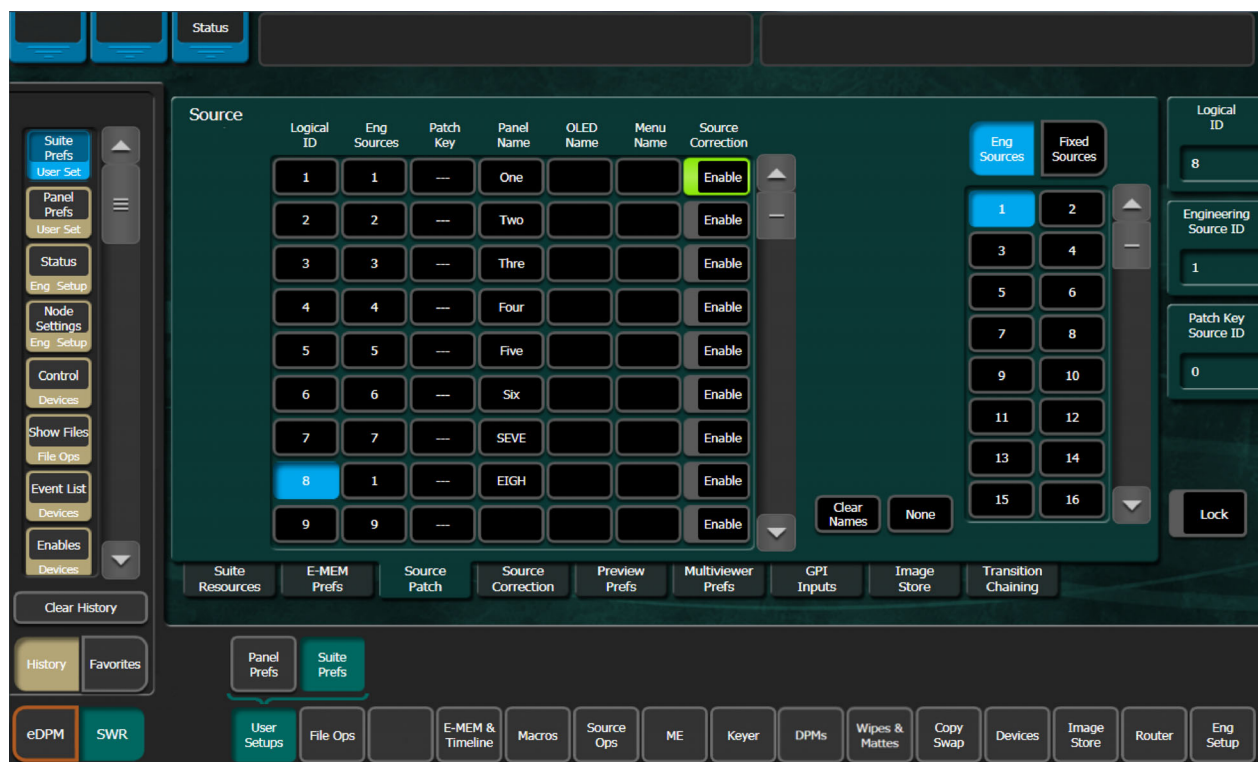 Status
Source
Logical ID
Eng Sources
Patch Key
Panel Name
OLED Name
Menu Name
Source Correction
1 1 --- One Enable
2 2 --- Two Enable
3 3 --- Thre Enable
4 4 --- Four Enable
5 5 --- Five Enable
6 6 --- Six Enable
7 7 --- SEVE Enable
8 1 --- EIGH Enable
9 9 --- Enable
Clear Names
None
Eng Sources
Fixed Sources
1 2
3 4
5 6
7 8
9 10
11 12
13 14
15 16
Logical ID
8
Engineering Source ID
1
Patch Key Source ID
0
Lock
Suite Prefs
User Set
Panel Prefs
User Set
Status
Eng Setup
Node Settings
Eng Setup
Control
Devices
Show Files
File Ops
Event List
Devices
Enables
Devices
Clear History
History
Favorites
Suite Resources
E-MEM Prefs
Source Patch
Source Correction
Preview Prefs
Multiviewer Prefs
GPI Inputs
Image Store
Transition Chaining
Panel Prefs
Suite Prefs
eDPM
SWR
User Setups
File Ops
E-MEM & Timeline
Macros
Source Ops
ME
Keyer
DPMs
Wipes & Mattes
Copy Swap
Devices
Image Store
Router
Eng Setup